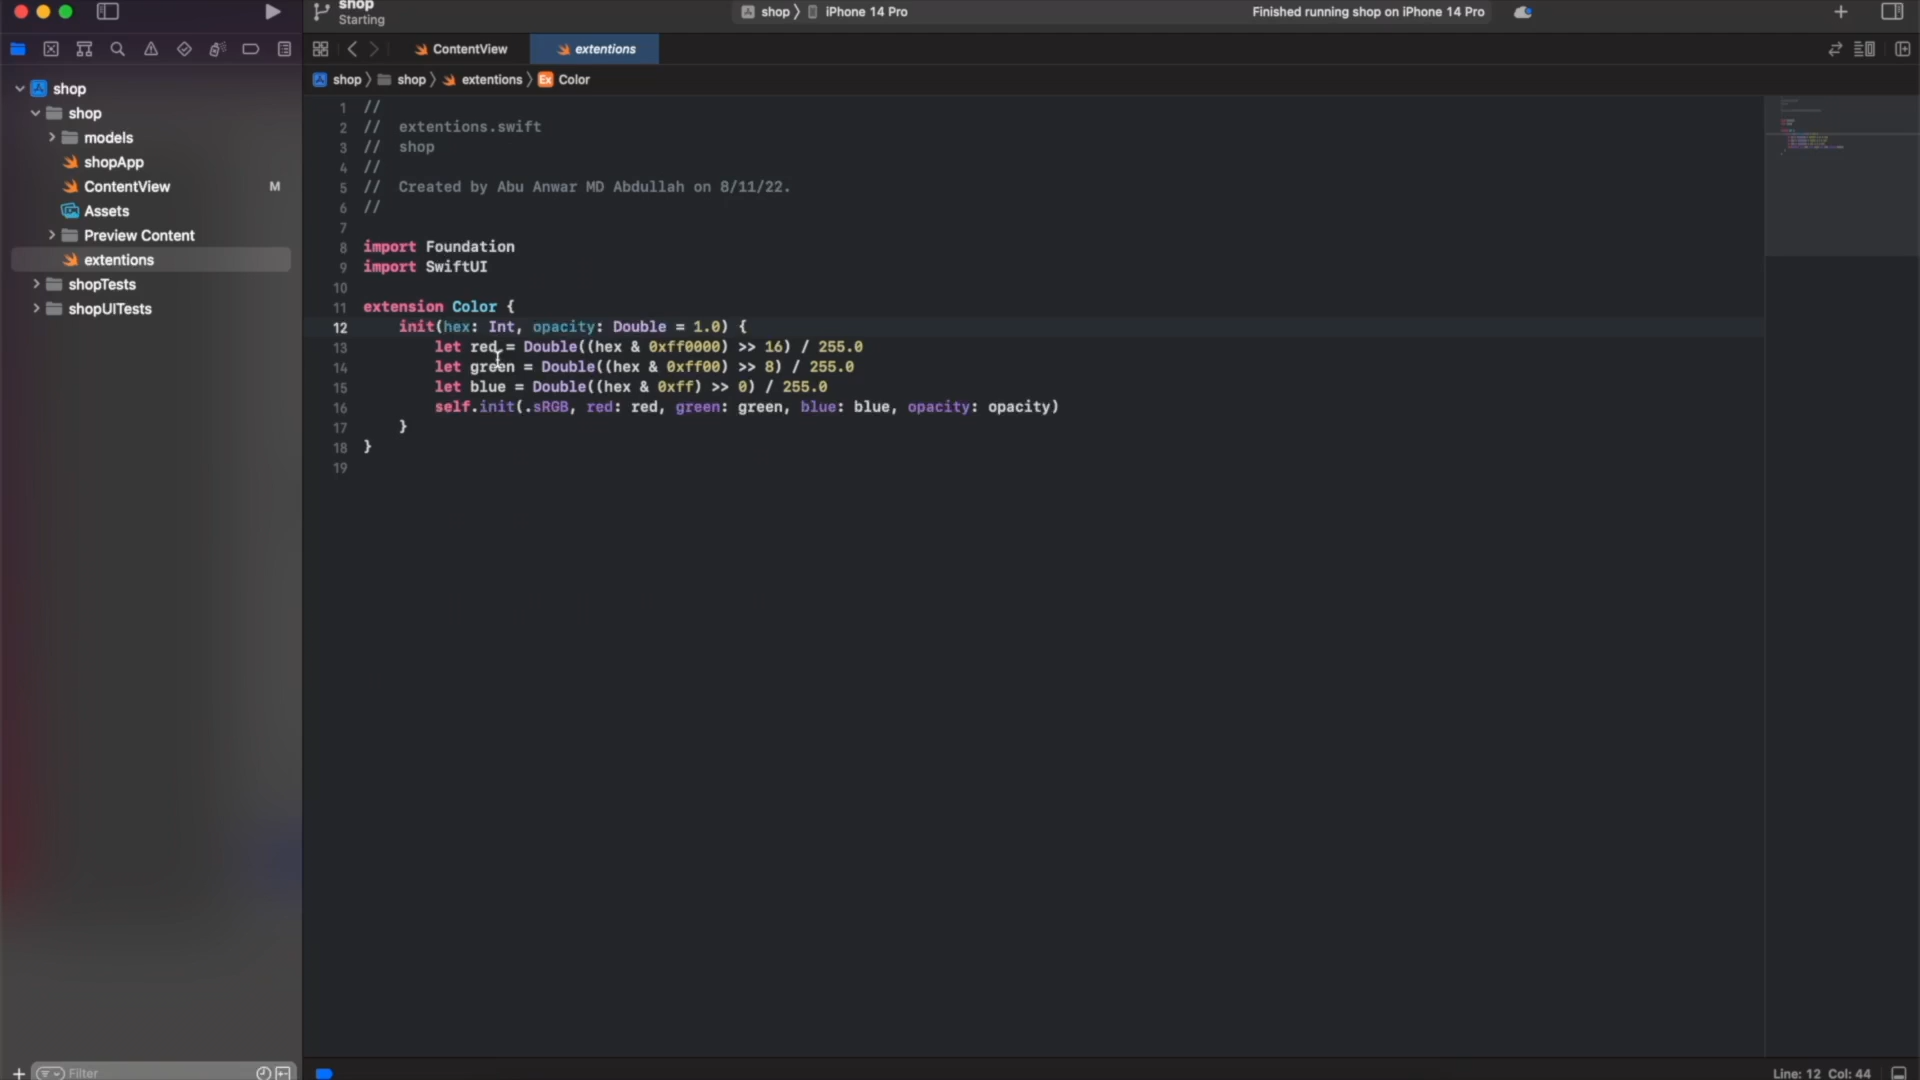 shop
Starting
shop 〉 iPhone 14 Pro
Finished running shop on iPhone 14 Pro
ContentView
extentions
shop 〉 shop 〉 extentions 〉 Ex Color
shop
shop
models
shopApp
ContentView M
Assets
Preview Content
extentions
shopTests
shopUITests
1 //
2 // extentions.swift
3 // shop
4 //
5 // Created by Abu Anwar MD Abdullah on 8/11/22.
6 //
7
8 import Foundation
9 import SwiftUI
10
11 extension Color {
12 init(hex: Int, opacity: Double = 1.0) {
13 let red = Double((hex & 0xff0000) >> 16) / 255.0
14 let green = Double((hex & 0xff00) >> 8) / 255.0
15 let blue = Double((hex & 0xff) >> 0) / 255.0
16 self.init(.sRGB, red: red, green: green, blue: blue, opacity: opacity)
17 }
18 }
19
Filter
Line: 12 Col: 44